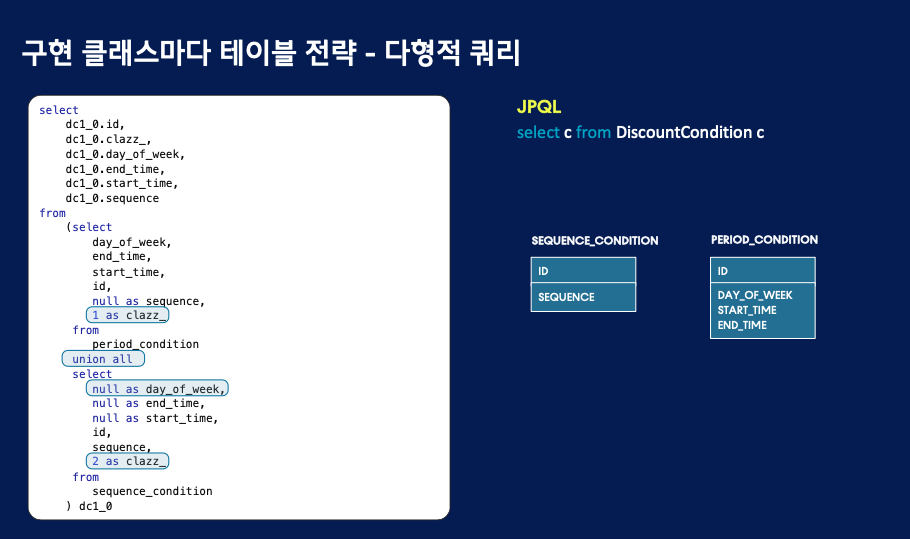 구현 클래스마다 테이블 전략 - 다형적 쿼리
select
dc1_0.id,
dc1_0.clazz_,
dc1_0.day_of_week,
dc1_0.end_time,
dc1_0.start_time,
dc1_0.sequence
from
(select
day_of_week,
end_time,
start_time,
id,
null as sequence,
1 as clazz_
from
period_condition
union all
select
null as day_of_week,
null as end_time,
null as start_time,
id,
sequence,
2 as clazz_
from
sequence_condition
) dc1_0
JPQL
select c from DiscountCondition c
SEQUENCE_CONDITION
ID
SEQUENCE
PERIOD_CONDITION
ID
DAY_OF_WEEK
START_TIME
END_TIME